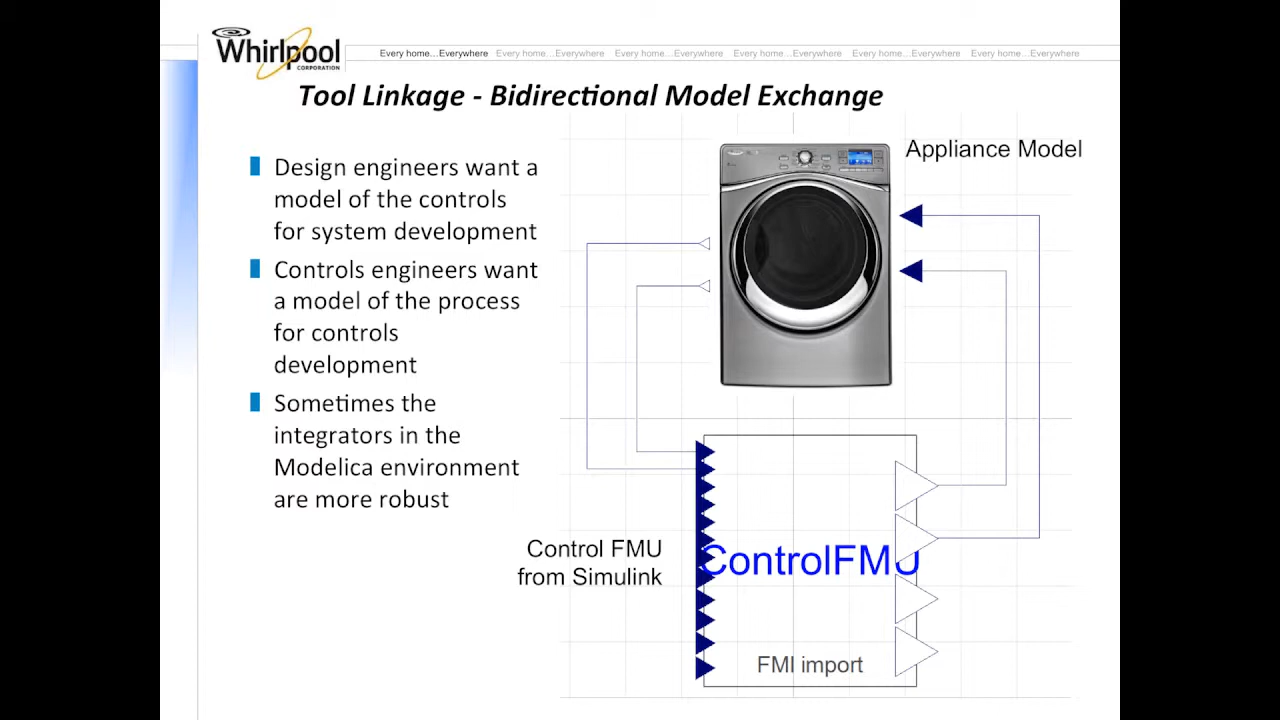 Whirlpool
CORPORATION
Every home...Everywhere Every home...Everywhere Every home...Everywhere Every home...Everywhere Every home...Everywhere Every home...Everywhere
Tool Linkage - Bidirectional Model Exchange
Design engineers want a
model of the controls
for system development
Controls engineers want
a model of the process
for controls
development
Sometimes the
integrators in the
Modelica environment
are more robust
Appliance Model
Control FMU
from Simulink
ControlFMU
FMI import